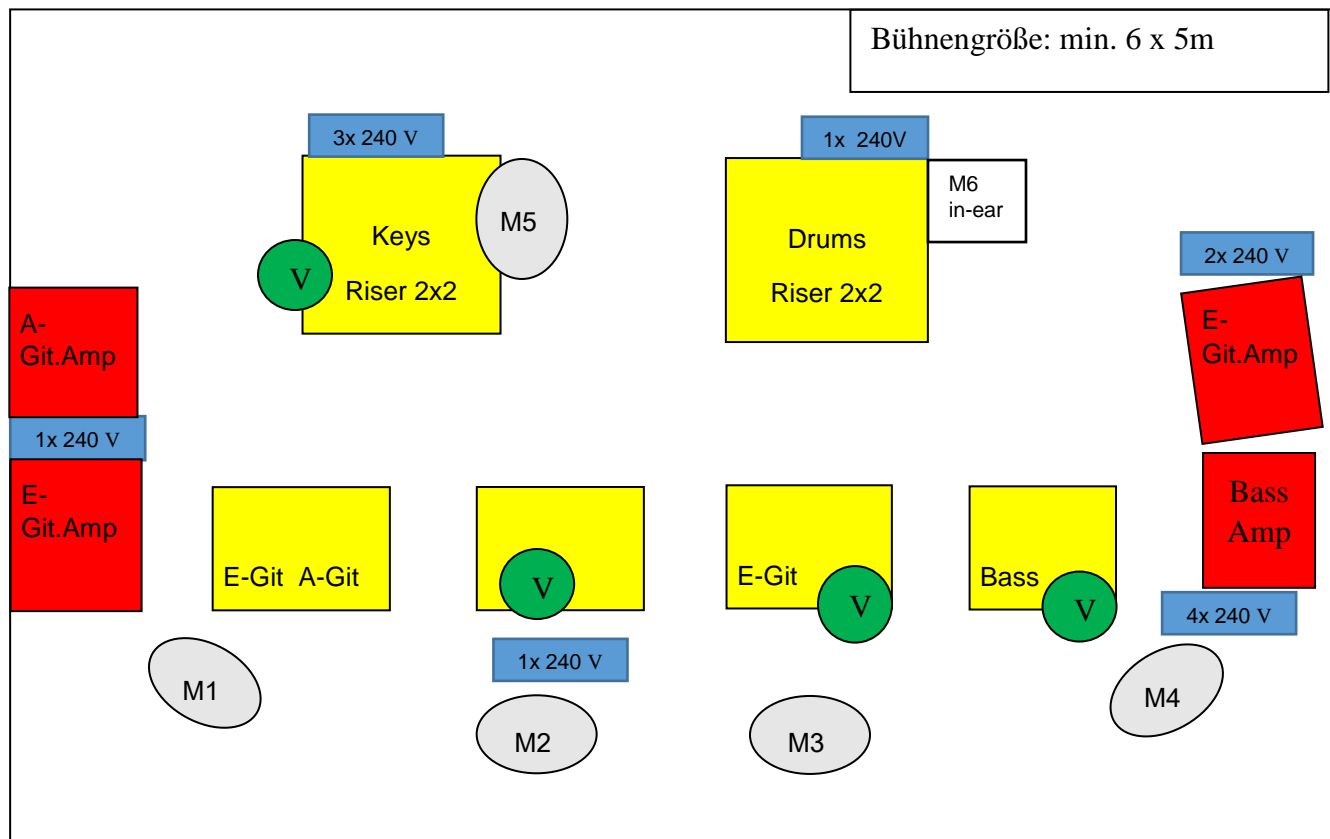 Bühnengröße: min. 6 x 5m
3x 240 V
1x 240V
M6
in-ear
M5
Keys
Riser 2x2
V
Drums
Riser 2x2
2x 240 V
A-
Git.Amp
E-
Git.Amp
1x 240 V
E-
Git.Amp
Bass
Amp
E-Git A-Git
V
E-Git
V
Bass
V
4x 240 V
1x 240 V
M1
M2
M3
M4